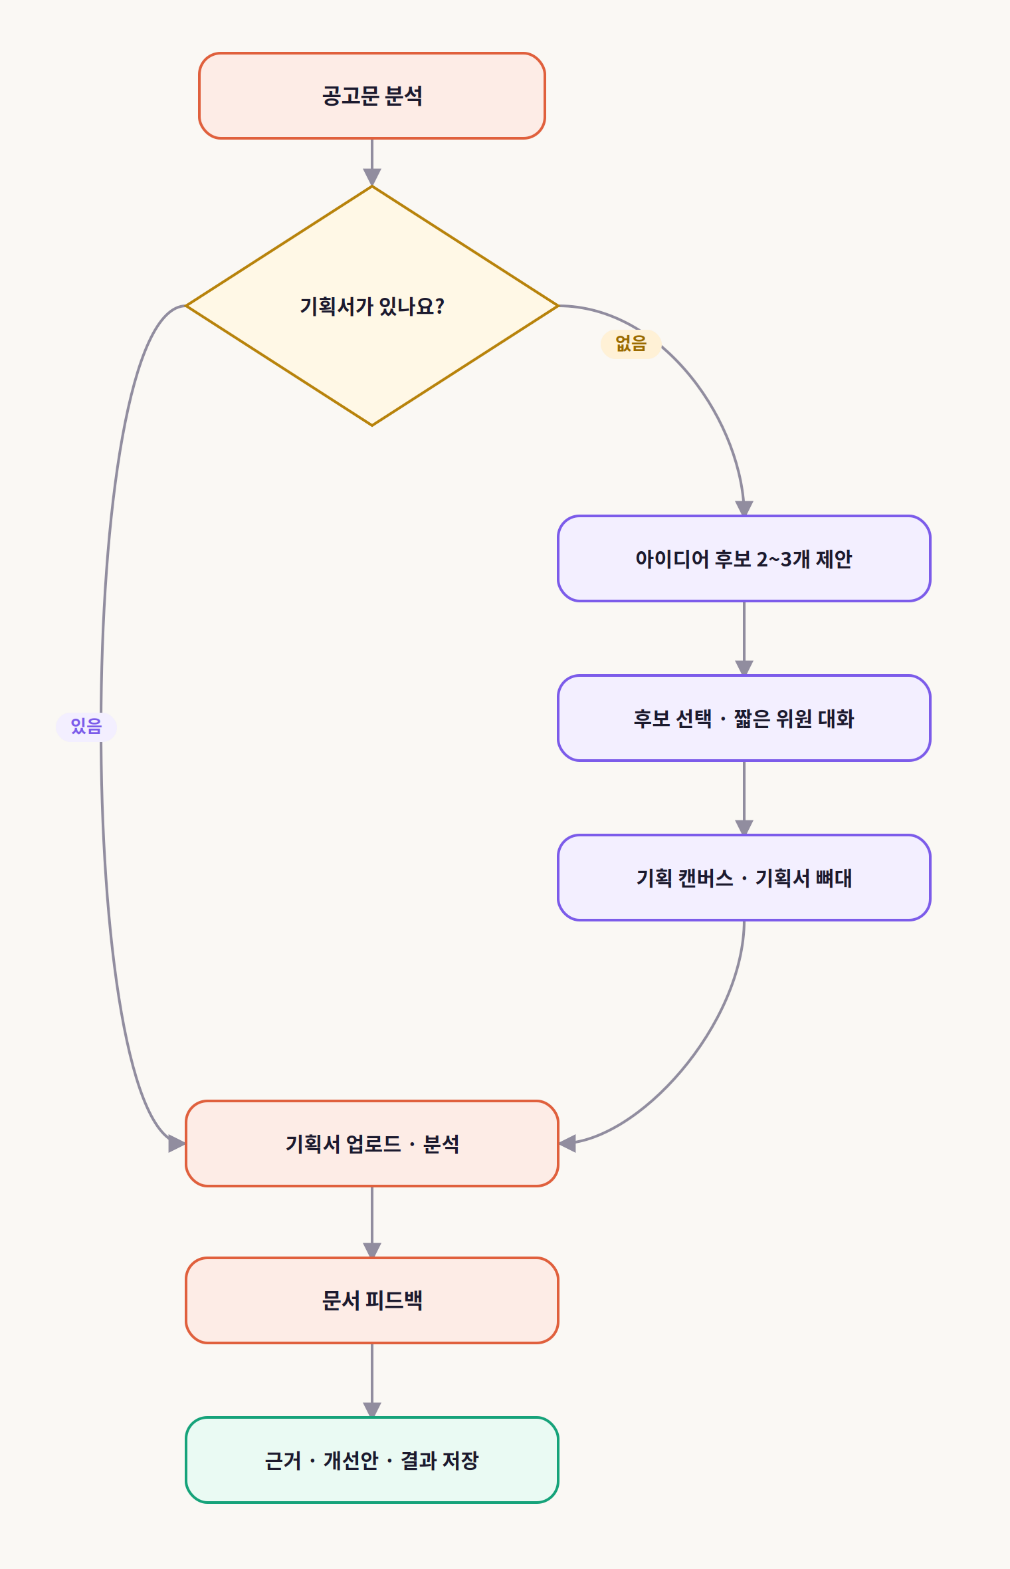 공고문 분석
기획서가 있나요?
없음
아이디어 후보 2~3개 제안
있음
후보 선택 · 짧은 위원 대화
기획 캔버스 · 기획서 뼈대
기획서 업로드 · 분석
문서 피드백
근거 · 개선안 · 결과 저장